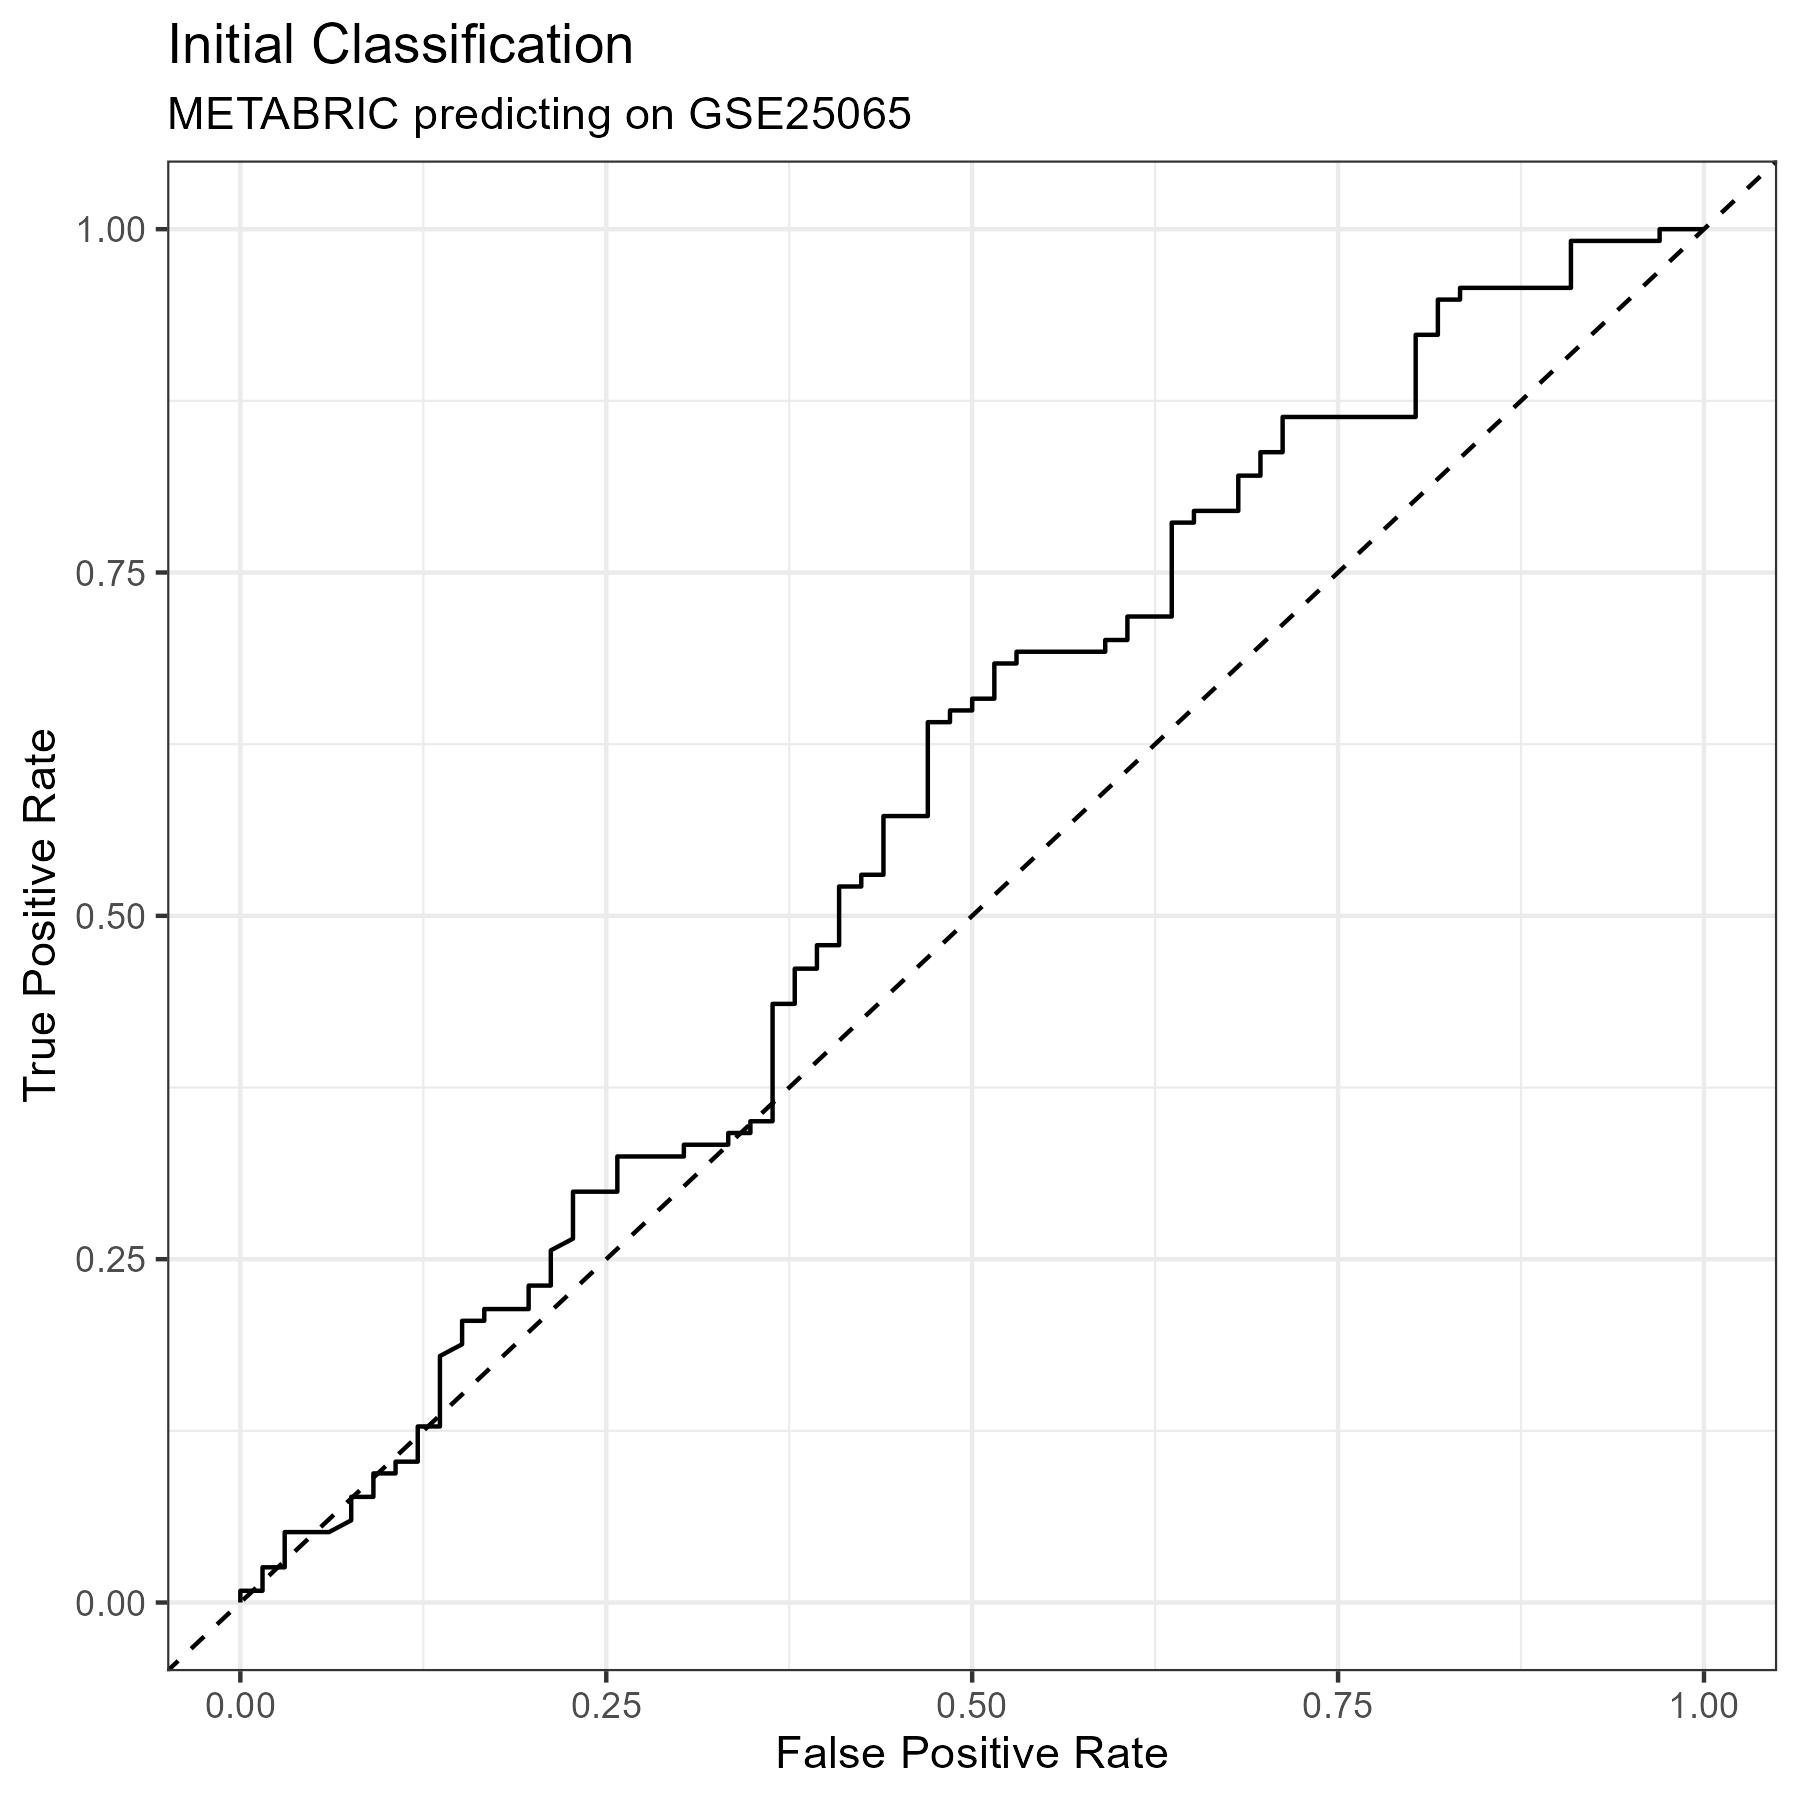 Initial Classification
METABRIC predicting on GSE25065
True Positive Rate
1.00
0.75
0.50
0.25
0.00
0.00 0.25 0.50 0.75 1.00
False Positive Rate